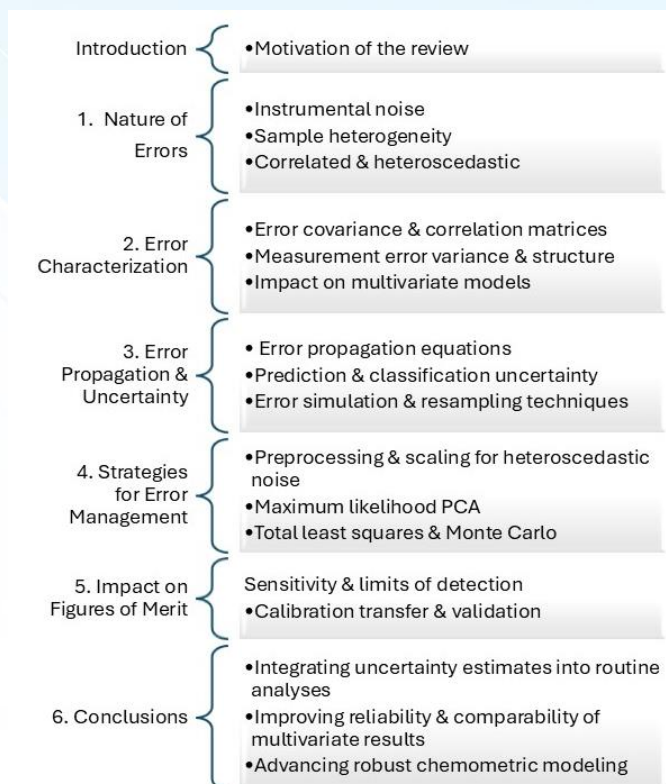 Introduction
•Motivation of the review
1. Nature of
Errors
•Instrumental noise
•Sample heterogeneity
•Correlated & heteroscedastic
2. Error
Characterization
•Error covariance & correlation matrices
•Measurement error variance & structure
•Impact on multivariate models
3. Error
Propagation &
Uncertainty
• Error propagation equations
•Prediction & classification uncertainty
•Error simulation & resampling techniques
4. Strategies
for Error
Management
•Preprocessing & scaling for heteroscedastic
noise
•Maximum likelihood PCA
•Total least squares & Monte Carlo
5. Impact on
Figures of Merit
Sensitivity & limits of detection
•Calibration transfer & validation
6. Conclusions
•Integrating uncertainty estimates into routine
analyses
•Improving reliability & comparability of
multivariate results
•Advancing robust chemometric modeling